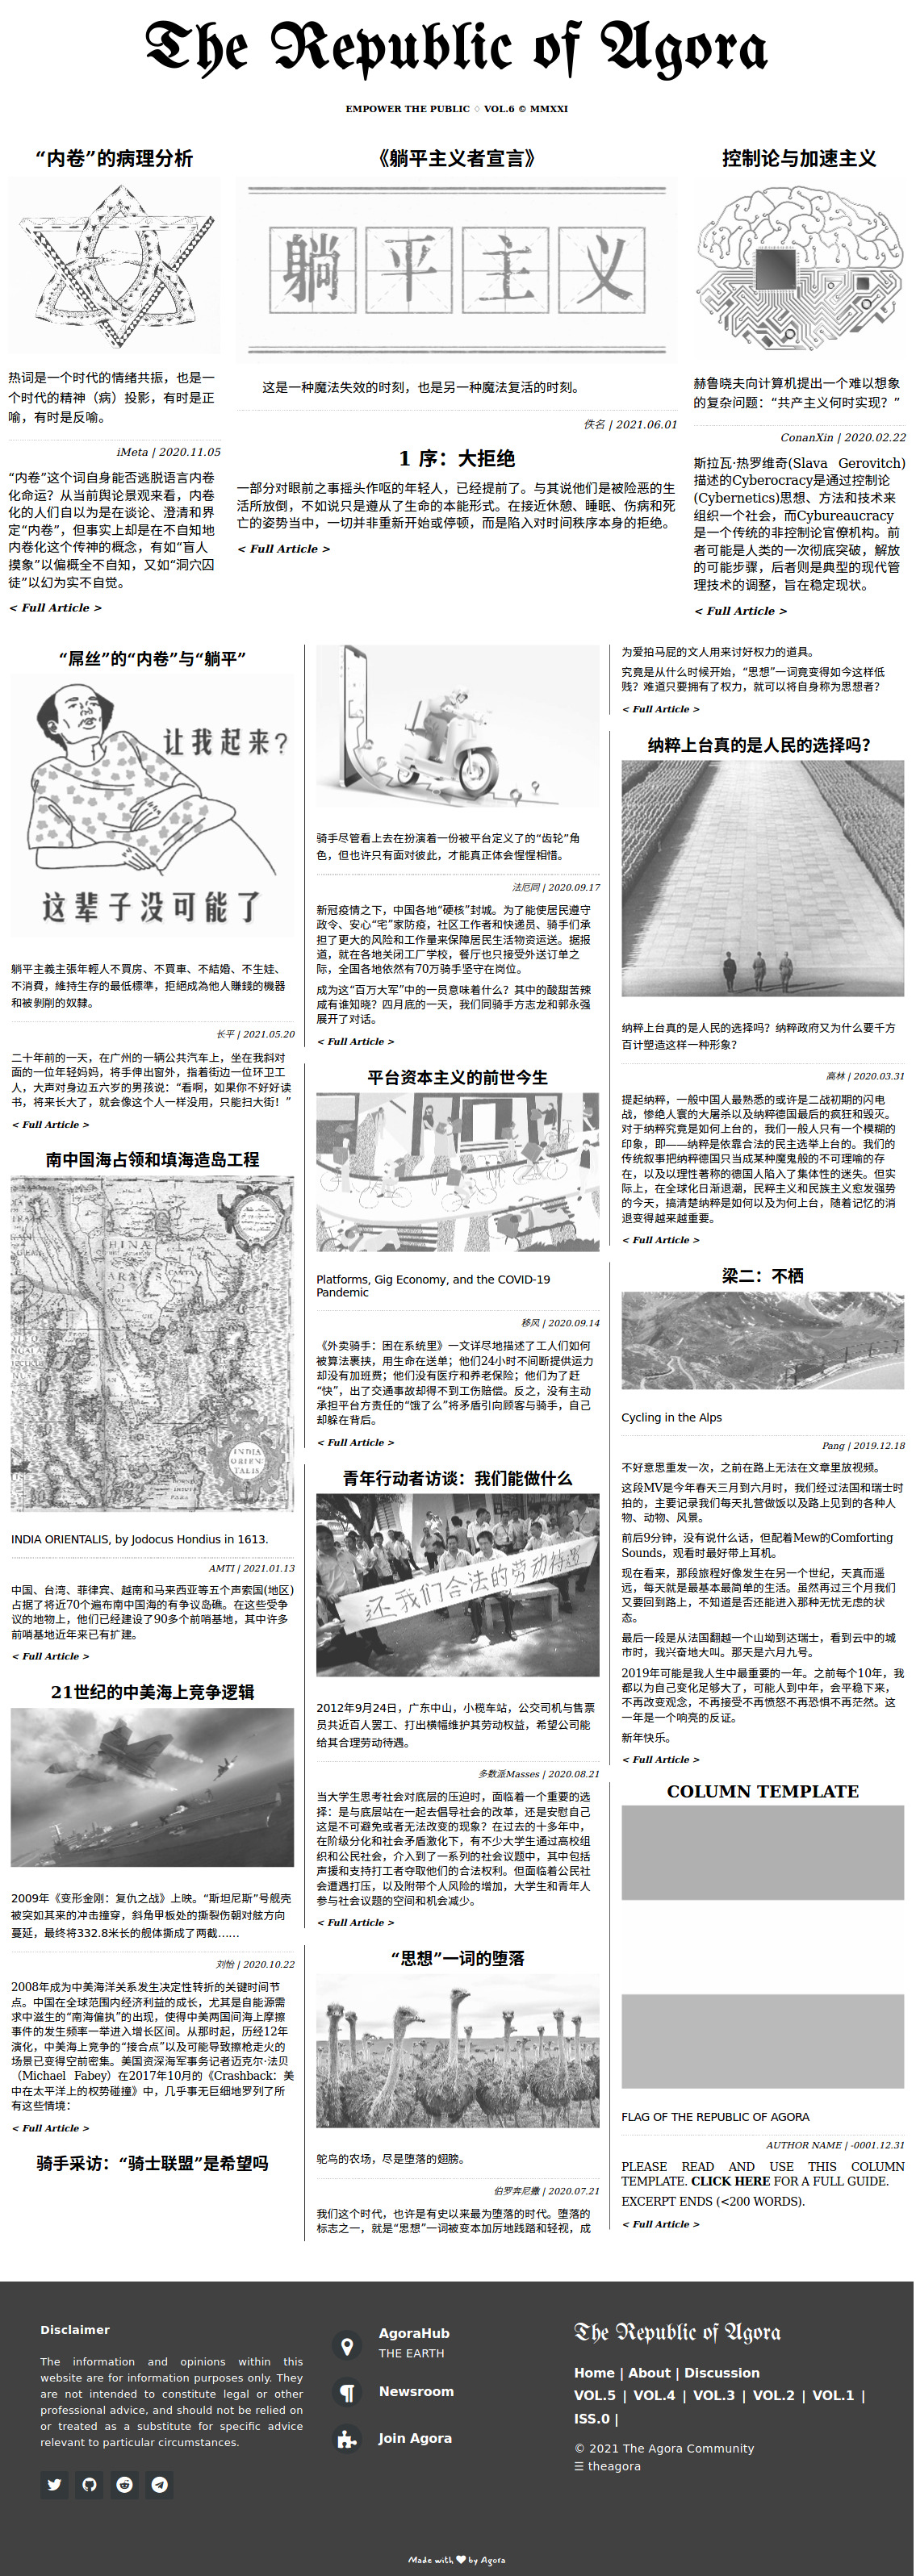 The Republic of Agora
EMPOWER THE PUBLIC ♢ VOL.6 © MMXXI
“内卷”的病理分析
热词是一个时代的情绪共振，也是一
个时代的精神（病）投影，有时是正
喻，有时是反喻。
iMeta | 2020.11.05
“内卷”这个词自身能否逃脱语言内卷
化命运？从当前舆论景观来看，内卷
化的人们自以为是在谈论、澄清和界
定“内卷”，但事实上却是在不自知地
内卷化这个传神的概念，有如“盲人
摸象”以偏概全不自知，又如“洞穴囚
徒”以幻为实不自觉。
< Full Article >
《躺平主义者宣言》
躺平主义
这是一种魔法失效的时刻，也是另一种魔法复活的时刻。
佚名 | 2021.06.01
1 序：大拒绝
一部分对眼前之事摇头作呕的年轻人，已经提前了。与其说他们是被险恶的生
活所放倒，不如说只是遵从了生命的本能形式。在接近休憩、睡眠、伤病和死
亡的姿势当中，一切并非重新开始或停顿，而是陷入对时间秩序本身的拒绝。
< Full Article >
控制论与加速主义
赫鲁晓夫向计算机提出一个难以想象
的复杂问题：“共产主义何时实现？”
ConanXin | 2020.02.22
斯拉瓦·热罗维奇(Slava Gerovitch)
描述的Cyberocracy是通过控制论
(Cybernetics)思想、方法和技术来
组织一个社会，而Cybureaucracy
是一个传统的非控制论官僚机构。前
者可能是人类的一次彻底突破，解放
的可能步骤，后者则是典型的现代管
理技术的调整，旨在稳定现状。
< Full Article >
“屌丝”的“内卷”与“躺平”
让我起来?
这辈子没可能了
躺平主義主張年輕人不買房、不買車、不結婚、不生娃、
不消費，維持生存的最低標準，拒絕成為他人賺錢的機器
和被剝削的奴隸。
长平 | 2021.05.20
二十年前的一天，在广州的一辆公共汽车上，坐在我斜对
面的一位年轻妈妈，将手伸出窗外，指着街边一位环卫工
人，大声对身边五六岁的男孩说：“看啊，如果你不好好读
书，将来长大了，就会像这个人一样没用，只能扫大街！”
< Full Article >
南中国海占领和填海造岛工程
INDIA ORIENTALIS
INDIA ORIENTALIS, by Jodocus Hondius in 1613.
AMTI | 2021.01.13
中国、台湾、菲律宾、越南和马来西亚等五个声索国(地区)
占据了将近70个遍布南中国海的有争议岛礁。在这些受争
议的地物上，他们已经建设了90多个前哨基地，其中许多
前哨基地近年来已有扩建。
< Full Article >
21世纪的中美海上竞争逻辑
2009年《变形金刚：复仇之战》上映。“斯坦尼斯”号舰壳
被突如其来的冲击撞穿，斜角甲板处的撕裂伤朝对舷方向
蔓延，最终将332.8米长的舰体撕成了两截……
刘怡 | 2020.10.22
2008年成为中美海洋关系发生决定性转折的关键时间节
点。中国在全球范围内经济利益的成长，尤其是自能源需
求中滋生的“南海偏执”的出现，使得中美两国间海上摩擦
事件的发生频率一举进入增长区间。从那时起，历经12年
演化，中美海上竞争的“接合点”以及可能导致擦枪走火的
场景已变得空前密集。美国资深海军事务记者迈克尔·法贝
（Michael Fabey）在2017年10月的《Crashback：美
中在太平洋上的权势碰撞》中，几乎事无巨细地罗列了所
有这些情境：
< Full Article >
骑手采访：“骑士联盟”是希望吗
骑手尽管看上去在扮演着一份被平台定义了的“齿轮”角
色，但也许只有面对彼此，才能真正体会惺惺相惜。
法厄同 | 2020.09.17
新冠疫情之下，中国各地“硬核”封城。为了能使居民遵守
政令、安心“宅”家防疫，社区工作者和快递员、骑手们承
担了更大的风险和工作量来保障居民生活物资运送。据报
道，就在各地关闭工厂学校，餐厅也只接受外送订单之
际，全国各地依然有70万骑手坚守在岗位。
成为这“百万大军”中的一员意味着什么？其中的酸甜苦辣
咸有谁知晓？四月底的一天，我们同骑手方志龙和郭永强
展开了对话。
< Full Article >
平台资本主义的前世今生
Platforms, Gig Economy, and the COVID-19
Pandemic
移风 | 2020.09.14
《外卖骑手：困在系统里》一文详尽地描述了工人们如何
被算法裹挟，用生命在送单；他们24小时不间断提供运力
却没有加班费；他们没有医疗和养老保险；他们为了赶
“快”，出了交通事故却得不到工伤赔偿。反之，没有主动
承担平台方责任的“饿了么”将矛盾引向顾客与骑手，自己
却躲在背后。
< Full Article >
青年行动者访谈：我们能做什么
还我们合法的劳动待遇
2012年9月24日，广东中山，小榄车站，公交司机与售票
员共近百人罢工、打出横幅维护其劳动权益，希望公司能
给其合理劳动待遇。
多数派Masses | 2020.08.21
当大学生思考社会对底层的压迫时，面临着一个重要的选
择：是与底层站在一起去倡导社会的改革，还是安慰自己
这是不可避免或者无法改变的现象？在过去的十多年中，
在阶级分化和社会矛盾激化下，有不少大学生通过高校组
织和公民社会，介入到了一系列的社会议题中，其中包括
声援和支持打工者夺取他们的合法权利。但面临着公民社
会遭遇打压，以及附带个人风险的增加，大学生和青年人
参与社会议题的空间和机会减少。
< Full Article >
“思想”一词的堕落
鸵鸟的农场，尽是堕落的翅膀。
伯罗奔尼撒 | 2020.07.21
我们这个时代，也许是有史以来最为堕落的时代。堕落的
标志之一，就是“思想”一词被变本加厉地践踏和轻视，成
为爱拍马屁的文人用来讨好权力的道具。
究竟是从什么时候开始，“思想”一词竟变得如今这样低
贱？难道只要拥有了权力，就可以将自身称为思想者？
< Full Article >
纳粹上台真的是人民的选择吗？
纳粹上台真的是人民的选择吗？纳粹政府又为什么要千方
百计塑造这样一种形象？
高林 | 2020.03.31
提起纳粹，一般中国人最熟悉的或许是二战初期的闪电
战，惨绝人寰的大屠杀以及纳粹德国最后的疯狂和毁灭。
对于纳粹究竟是如何上台的，我们一般人只有一个模糊的
印象，即——纳粹是依靠合法的民主选举上台的。我们的
传统叙事把纳粹德国只当成某种魔鬼般的不可理喻的存
在，以及以理性著称的德国人陷入了集体性的迷失。但实
际上，在全球化日渐退潮，民粹主义和民族主义愈发强势
的今天，搞清楚纳粹是如何以及为何上台，随着记忆的消
退变得越来越重要。
< Full Article >
梁二：不栖
Cycling in the Alps
Pang | 2019.12.18
不好意思重发一次，之前在路上无法在文章里放视频。
这段MV是今年春天三月到六月时，我们经过法国和瑞士时
拍的，主要记录我们每天扎营做饭以及路上见到的各种人
物、动物、风景。
前后9分钟，没有说什么话，但配着Mew的Comforting
Sounds，观看时最好带上耳机。
现在看来，那段旅程好像发生在另一个世纪，天真而遥
远，每天就是最基本最简单的生活。虽然再过三个月我们
又要回到路上，不知道是否还能进入那种无忧无虑的状
态。
最后一段是从法国翻越一个山坳到达瑞士，看到云中的城
市时，我兴奋地大叫。那天是六月九号。
2019年可能是我人生中最重要的一年。之前每个10年，我
都以为自己变化足够大了，可能人到中年，会平稳下来，
不再改变观念，不再接受不再愤怒不再恐惧不再茫然。这
一年是一个响亮的反证。
新年快乐。
< Full Article >
COLUMN TEMPLATE
FLAG OF THE REPUBLIC OF AGORA
AUTHOR NAME | -0001.12.31
PLEASE READ AND USE THIS COLUMN
TEMPLATE. CLICK HERE FOR A FULL GUIDE.
EXCERPT ENDS (<200 WORDS).
< Full Article >
Disclaimer
The information and opinions within this
website are for information purposes only. They
are not intended to constitute legal or other
professional advice, and should not be relied on
or treated as a substitute for specific advice
relevant to particular circumstances.
AgoraHub
THE EARTH
Newsroom
Join Agora
The Republic of Agora
Home | About | Discussion
VOL.5 | VOL.4 | VOL.3 | VOL.2 | VOL.1 |
ISS.0 |
© 2021 The Agora Community
☰ theagora
Made with ❤ by Agora